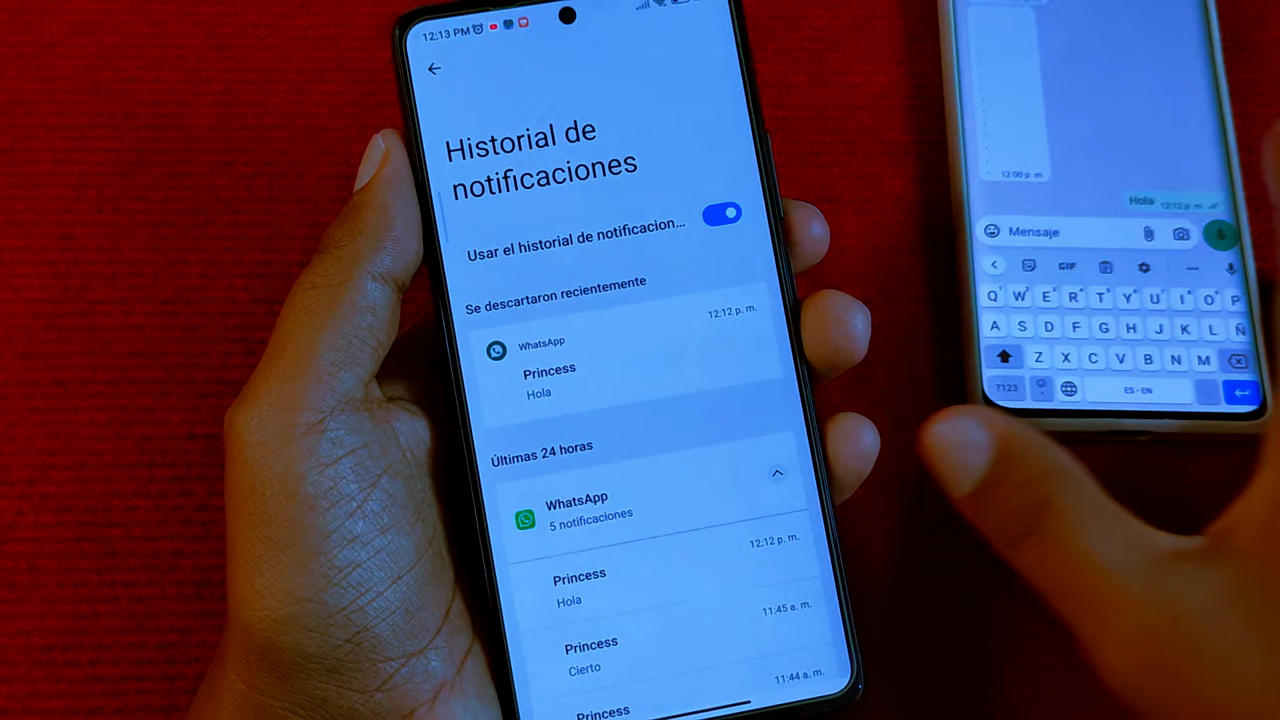 12:13 PM
Historial de
notificaciones
Usar el historial de notificacion...
Se descartaron recientemente
12:12 p. m.
WhatsApp
Princess
Hola
Últimas 24 horas
WhatsApp
5 notificaciones
12:12 p. m.
Princess
Hola
11:45 a. m.
Princess
Cierto
11:44 a. m.
Princess
12:00 p. m.
Hola 12:12 p. m.
Mensaje
GIF
Q W E R T Y U I O P
A S D F G H J K L Ñ
Z X C V B N M
?123 ES • EN